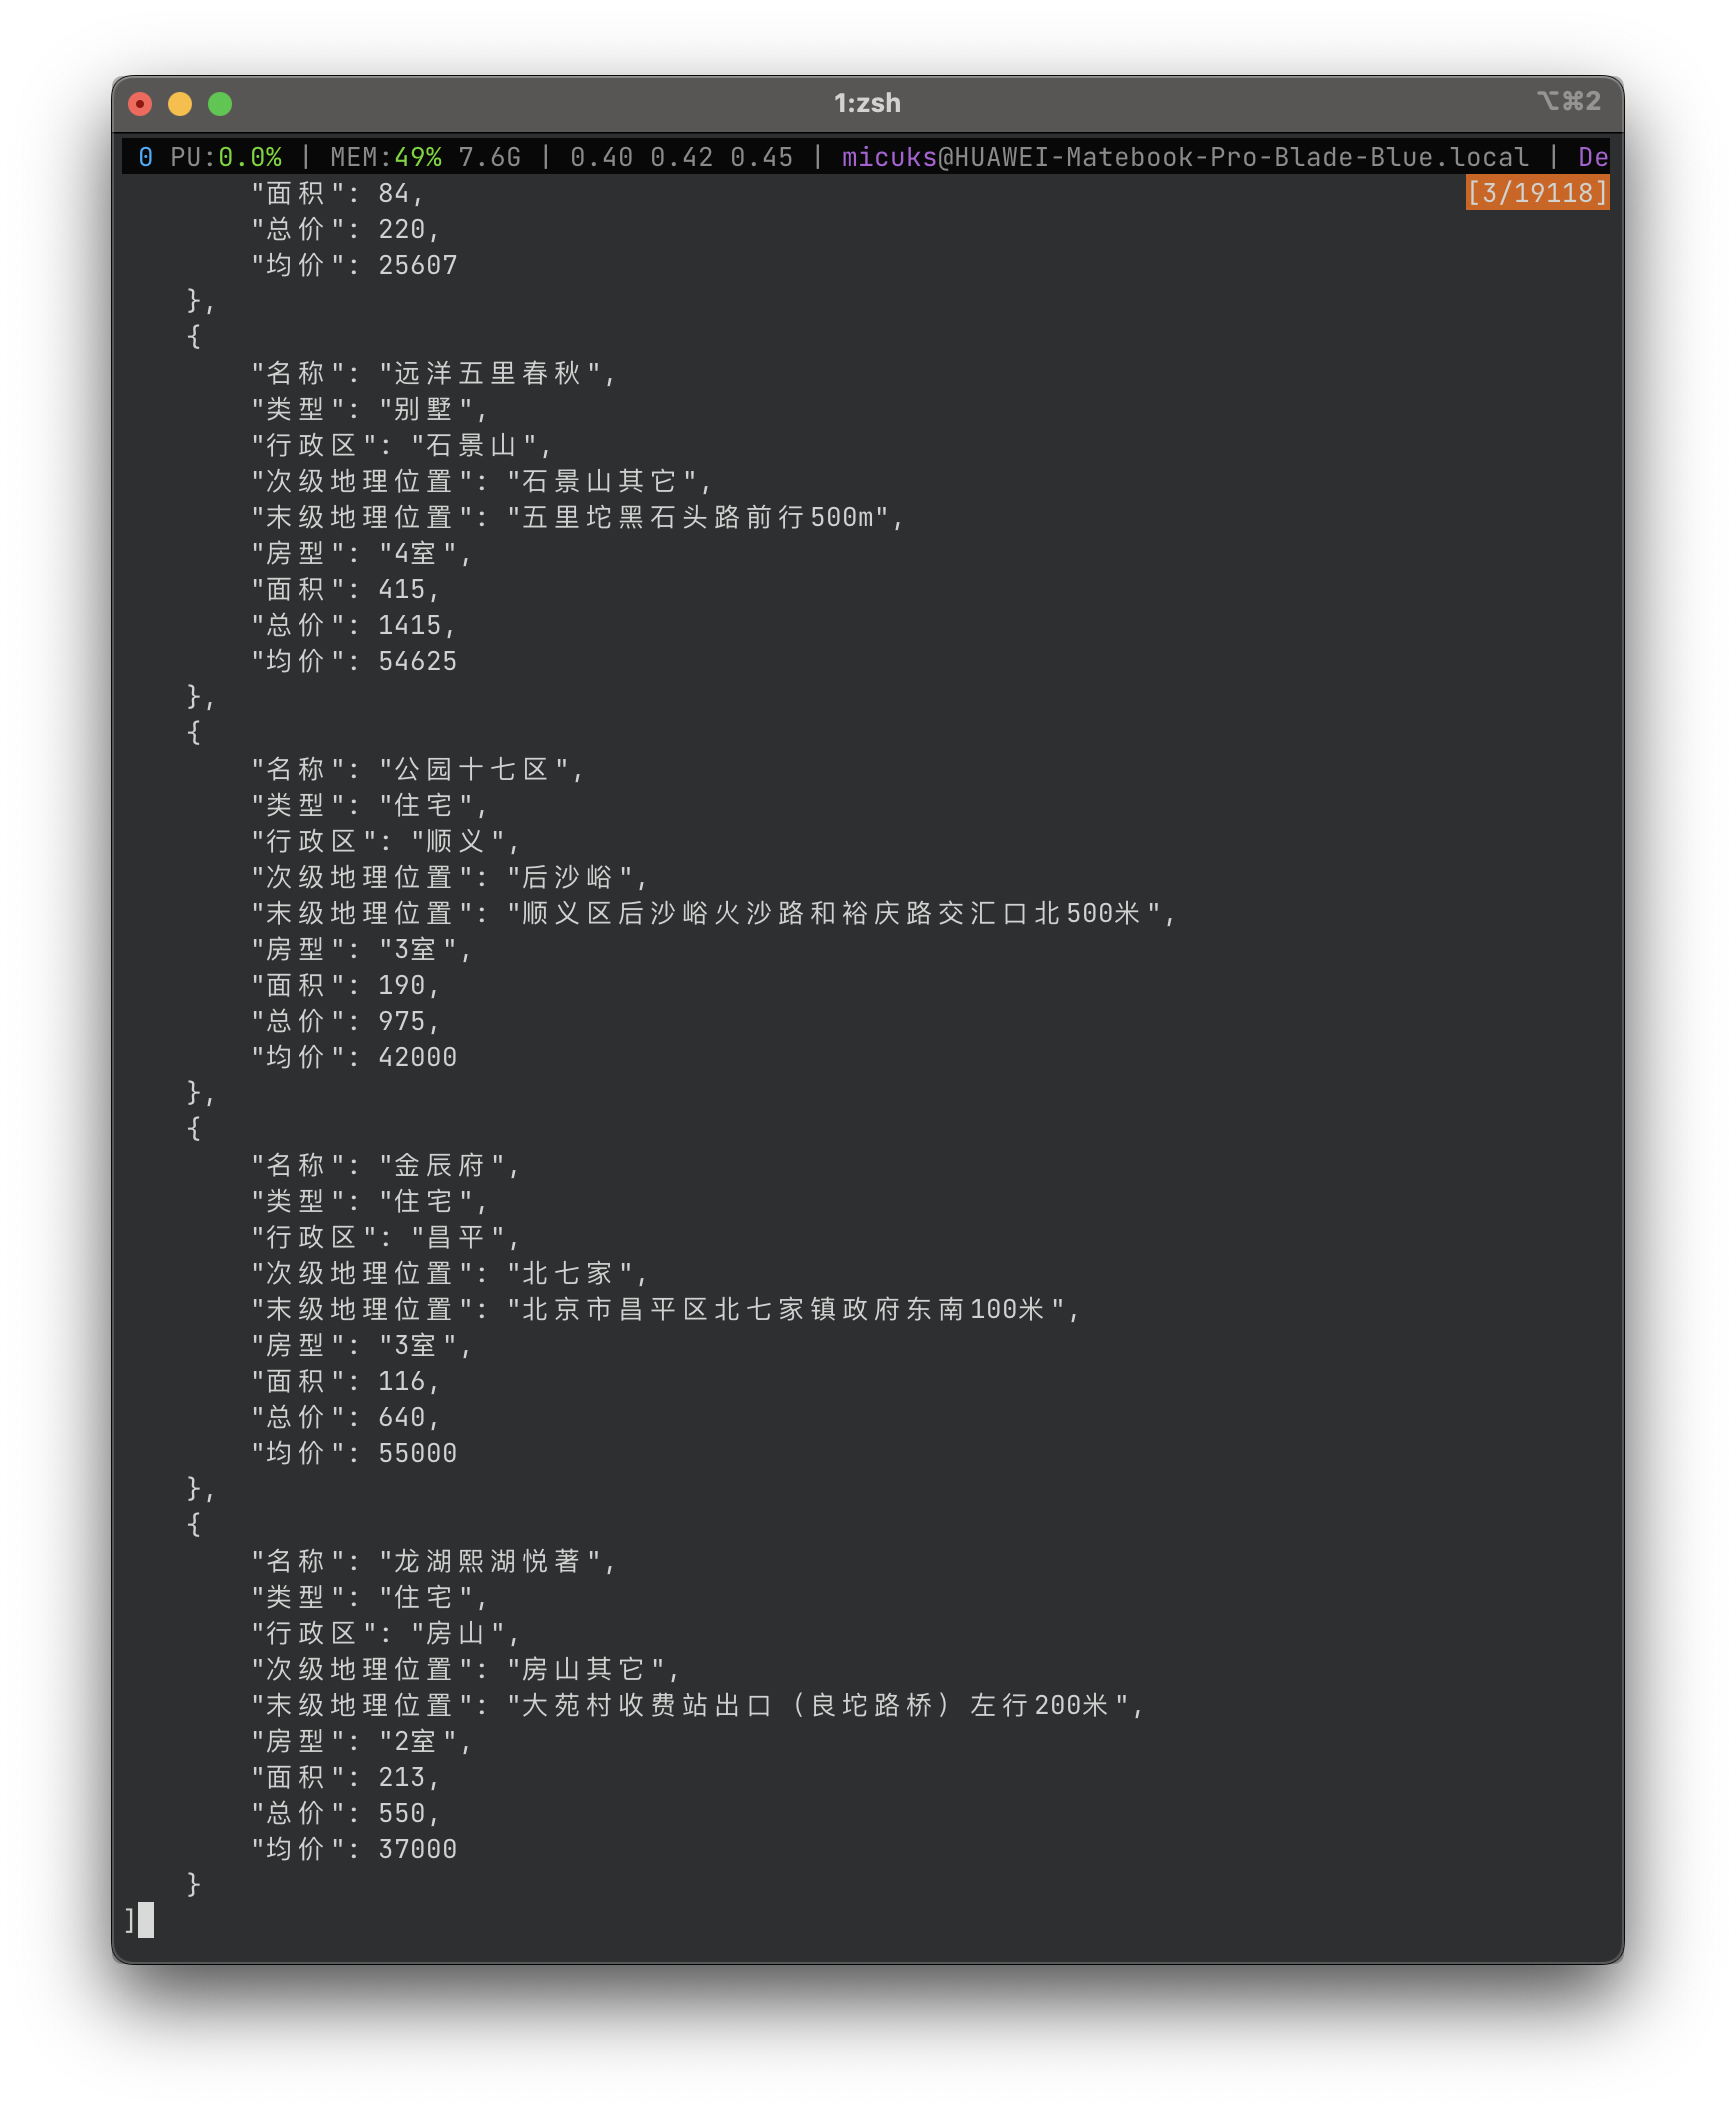 1:zsh ⌥⌘2
0 PU:0.0% | MEM:49% 7.6G | 0.40 0.42 0.45 | micuks@HUAWEI-Matebook-Pro-Blade-Blue.local | De
"面积": 84, [3/19118]
"总价": 220,
"均价": 25607
},
{
"名称": "远洋五里春秋",
"类型": "别墅",
"行政区": "石景山",
"次级地理位置": "石景山其它",
"末级地理位置": "五里坨黑石头路前行500m",
"房型": "4室",
"面积": 415,
"总价": 1415,
"均价": 54625
},
{
"名称": "公园十七区",
"类型": "住宅",
"行政区": "顺义",
"次级地理位置": "后沙峪",
"末级地理位置": "顺义区后沙峪火沙路和裕庆路交汇口北500米",
"房型": "3室",
"面积": 190,
"总价": 975,
"均价": 42000
},
{
"名称": "金辰府",
"类型": "住宅",
"行政区": "昌平",
"次级地理位置": "北七家",
"末级地理位置": "北京市昌平区北七家镇政府东南100米",
"房型": "3室",
"面积": 116,
"总价": 640,
"均价": 55000
},
{
"名称": "龙湖熙湖悦著",
"类型": "住宅",
"行政区": "房山",
"次级地理位置": "房山其它",
"末级地理位置": "大苑村收费站出口（良坨路桥）左行200米",
"房型": "2室",
"面积": 213,
"总价": 550,
"均价": 37000
}
]